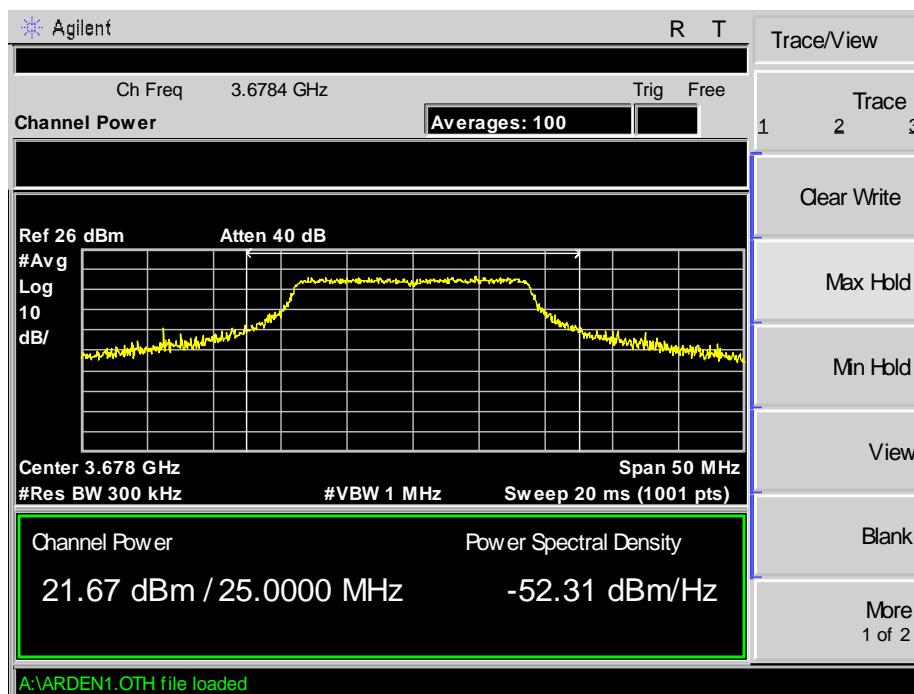 Agilent
R T
Ch Freq 3.6784 GHz Trig Free
Channel Power
Averages: 100
Ref 26 dBm Atten 40 dB
#Avg
Log
10
dB/
Center 3.678 GHz Span 50 MHz
#Res BW 300 kHz #VBW 1 MHz Sweep 20 ms (1001 pts)
Channel Power Power Spectral Density
21.67 dBm / 25.0000 MHz -52.31 dBm/Hz
A:\ARDEN1.OTH file loaded
Trace/View
Trace
1 2 3
Clear Write
Max Hold
Min Hold
View
Blank
More
1 of 2